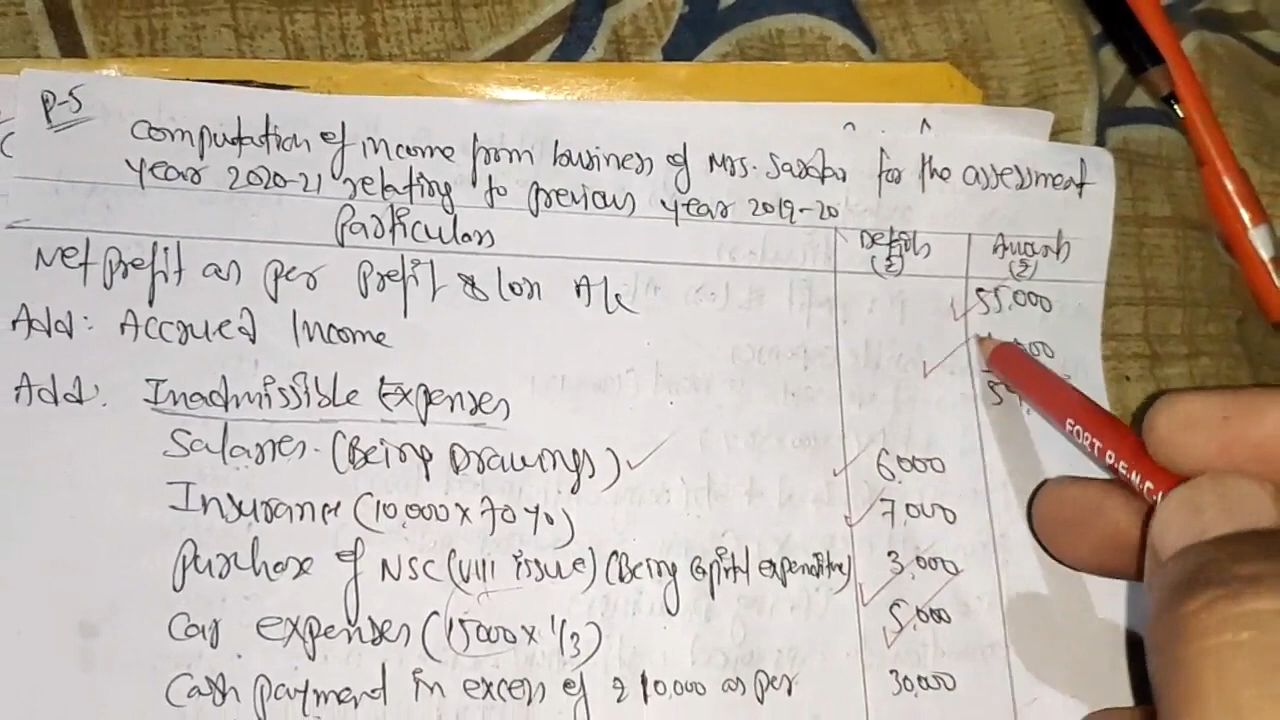 P-5
Computation of income from business of Mrs. for the assessment
year 2020-21 relating to previous year 2019-20
Particulars Details (₹) Amount (₹)
Net profit as per Profit & loss A/c 55,000
Add: Accrued Income
Add: Inadmissible Expenses
Salaries (Being Drawings) 6,000
Insurance (10,000 x 70%) 7,000
Purchase of NSC (VIII issue) (Being Capital expenditure) 3,000
Car expenses (15000 x 1/3) 5,000
Cash payment in excess of ₹ 10,000 as per 30,000
FORT P.E.N.C.I